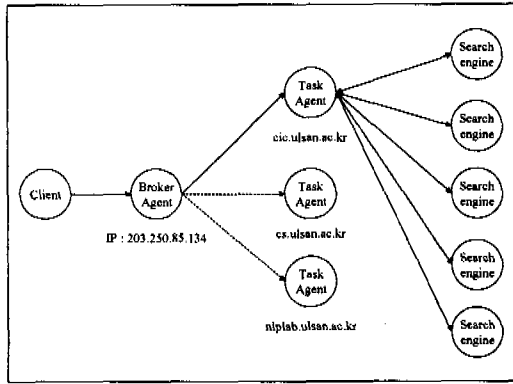 Client
Broker
Agent
IP : 203.250.85.134
Task
Agent
cic.ulsan.ac.kr
Task
Agent
cs.ulsan.ac.kr
Task
Agent
nlplab.ulsan.ac.kr
Search
engine
Search
engine
Search
engine
Search
engine
Search
engine